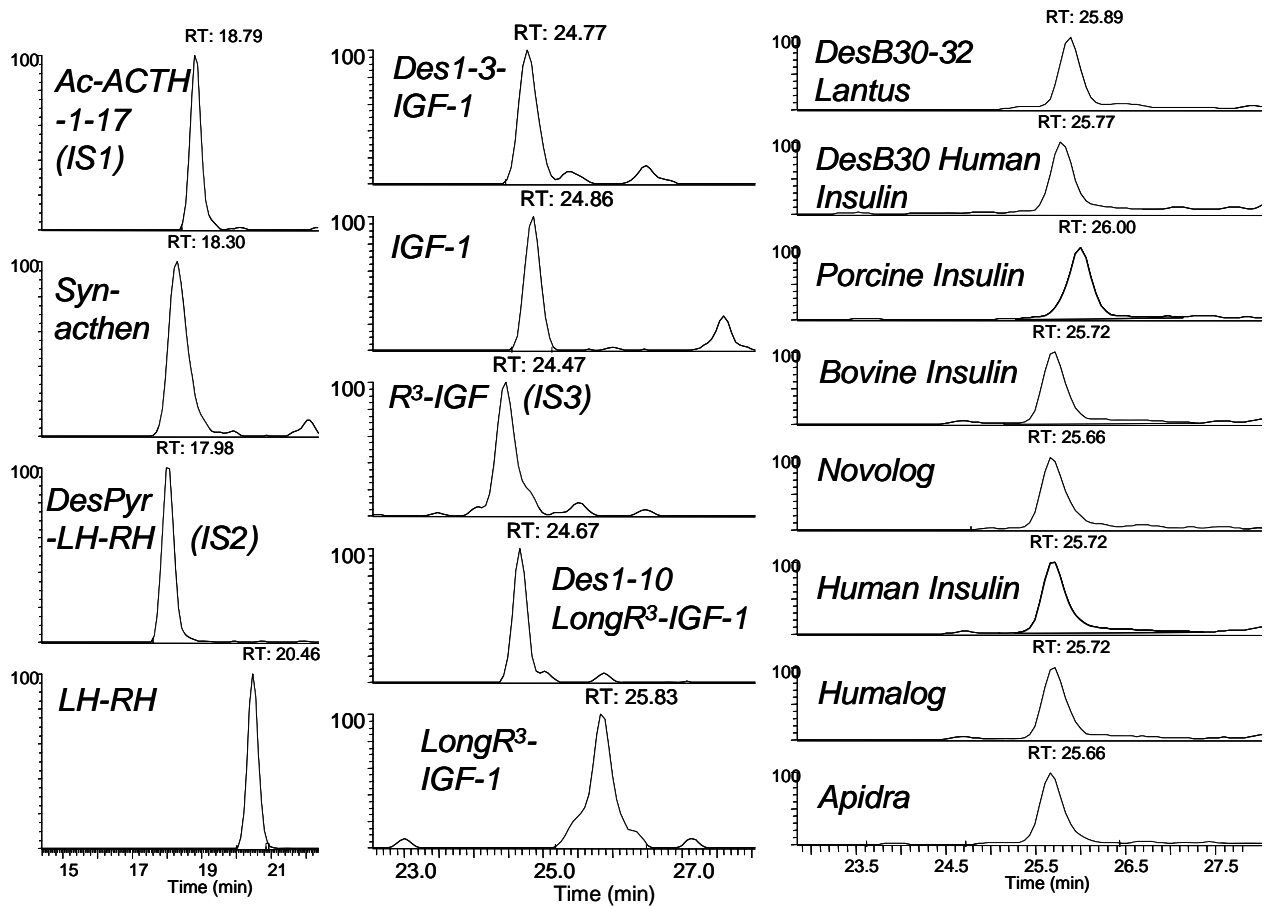 RT: 18.79
100
Ac-ACTH
-1-17
(IS1)
RT: 18.30
100
Syn-
acthen
RT: 17.98
100
DesPyr
-LH-RH (IS2)
RT: 20.46
100
LH-RH
15 17 19 21
Time (min)
RT: 24.77
100
Des1-3-
IGF-1
RT: 24.86
100
IGF-1
RT: 24.47
100
R³-IGF (IS3)
RT: 24.67
100
Des1-10
LongR³-IGF-1
RT: 25.83
100
LongR³-
IGF-1
23.0 25.0 27.0
Time (min)
RT: 25.89
100
DesB30-32
Lantus
RT: 25.77
100
DesB30 Human
Insulin
RT: 26.00
100
Porcine Insulin
RT: 25.72
100
Bovine Insulin
RT: 25.66
100
Novolog
RT: 25.72
100
Human Insulin
RT: 25.72
100
Humalog
RT: 25.66
100
Apidra
23.5 24.5 25.5 26.5 27.5
Time (min)